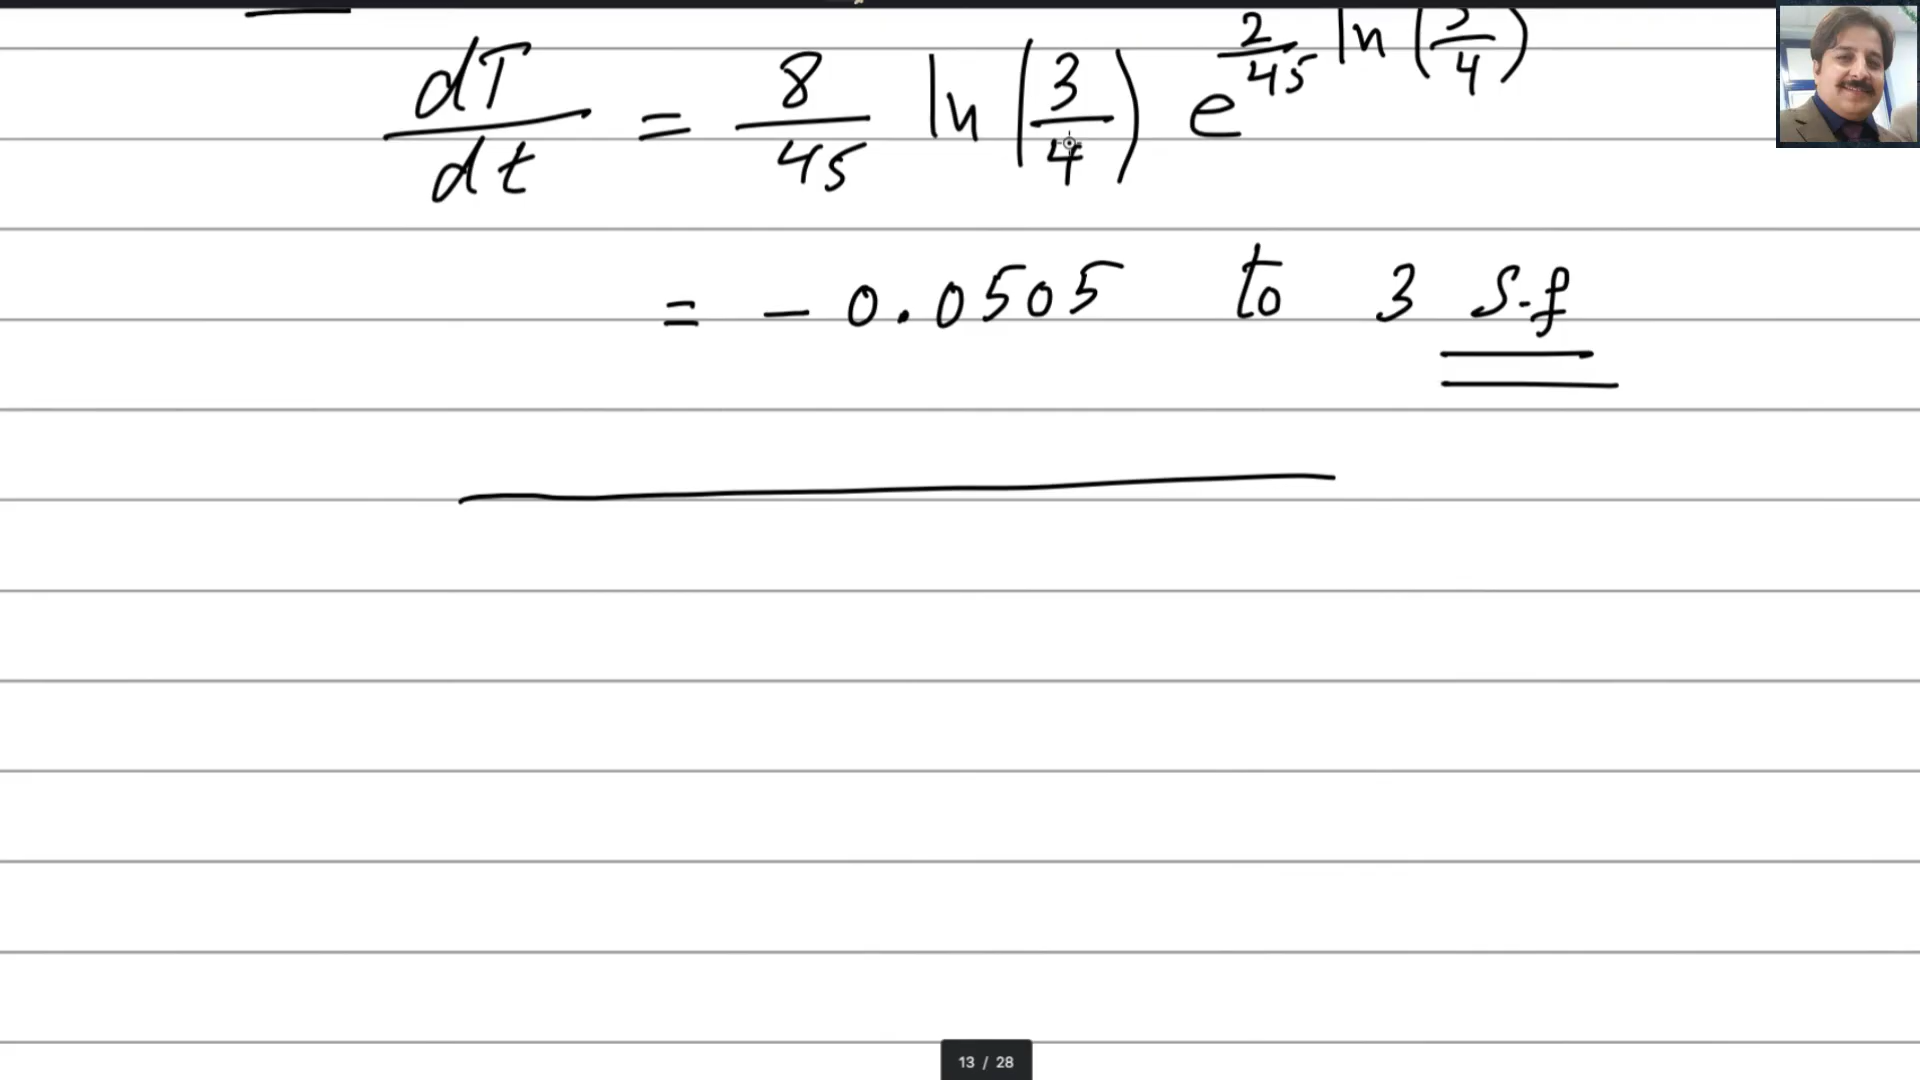 dT/dt = 8/45 ln(3/4) e^(2/45 ln(3/4))
= - 0.0505 to 3 s.f
13 / 28